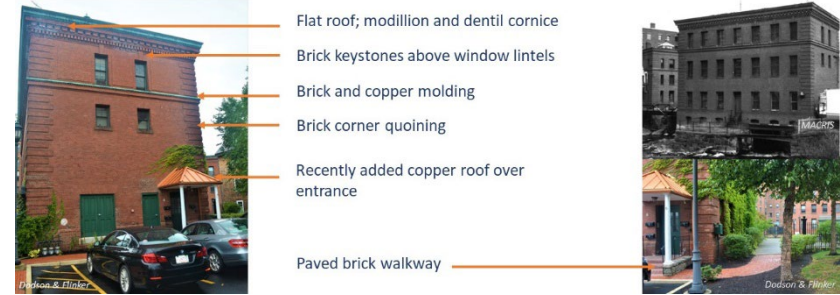 Flat roof; modillion and dentil cornice
Brick keystones above window lintels
Brick and copper molding
Brick corner quoining
Recently added copper roof over
entrance
Paved brick walkway
MACRIS
Dodson & Flinker
Dodson & Flinker